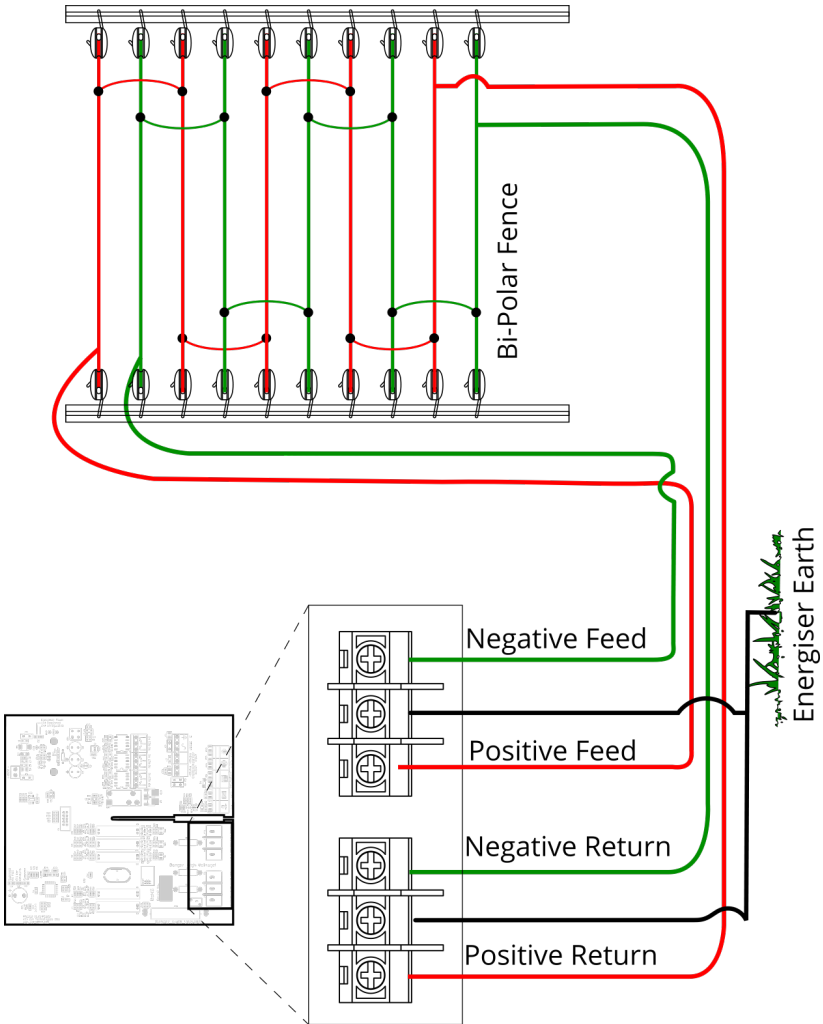 Bi-Polar Fence
Energiser Earth
Negative Feed
Positive Feed
Negative Return
Positive Return